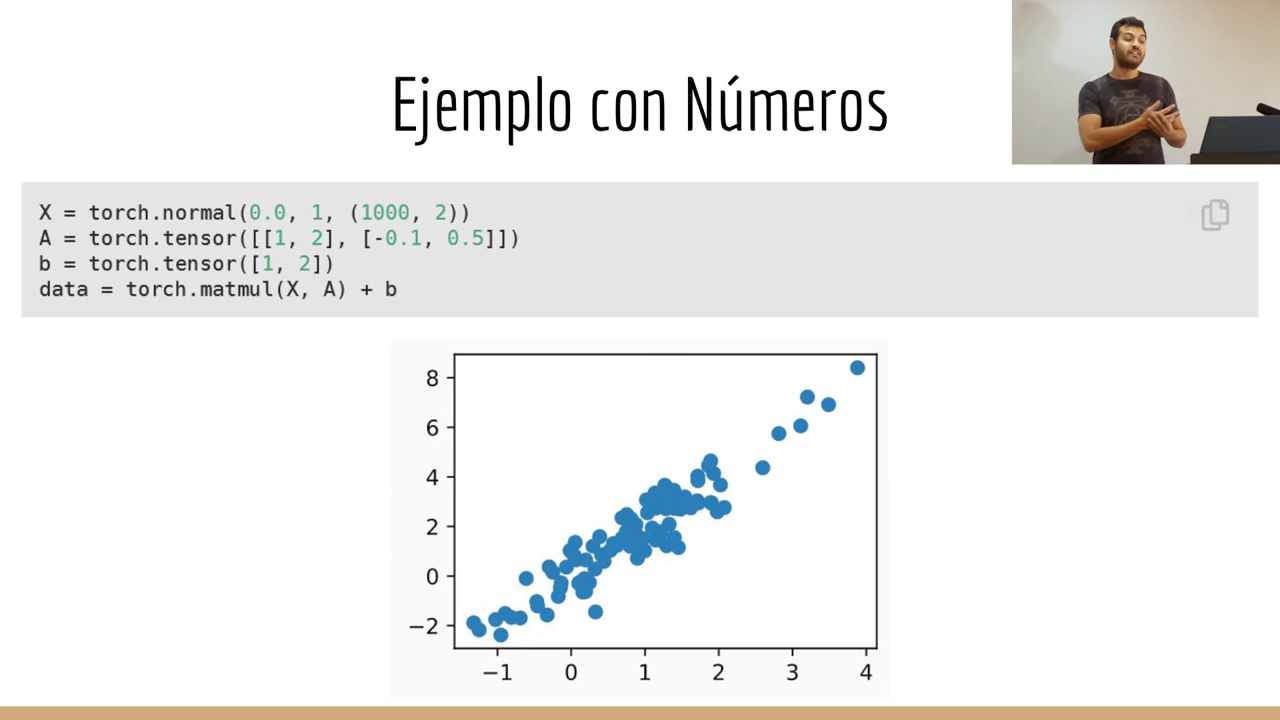 Ejemplo con Números
X = torch.normal(0.0, 1, (1000, 2))
A = torch.tensor([[1, 2], [-0.1, 0.5]])
b = torch.tensor([1, 2])
data = torch.matmul(X, A) + b
8
6
4
2
0
−2
−1 0 1 2 3 4